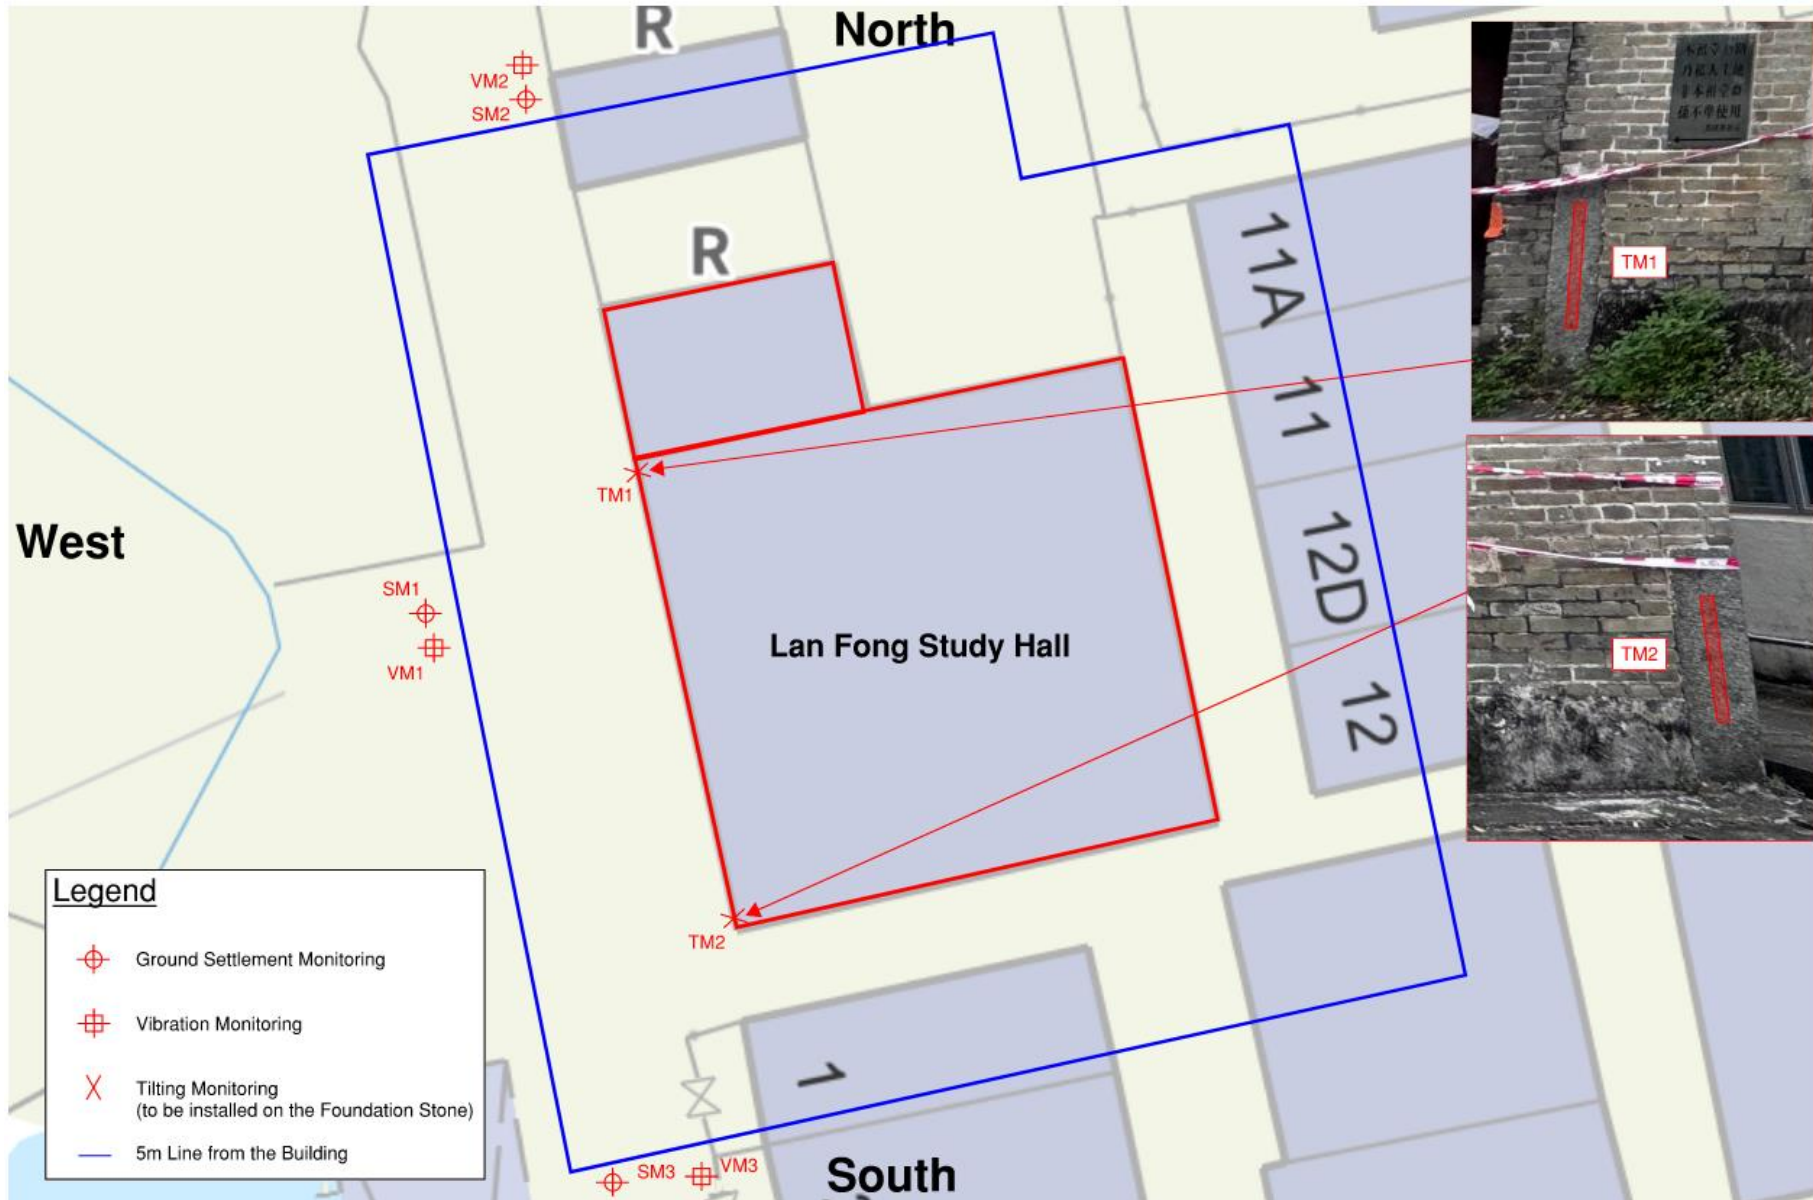 R
North
VM2
SM2
R
11A
11
12D
12
TM1
TM2
West
SM1
VM1
Lan Fong Study Hall
TM1
TM2
1
SM3
VM3
South
Legend
Ground Settlement Monitoring
Vibration Monitoring
Tilting Monitoring
(to be installed on the Foundation Stone)
5m Line from the Building